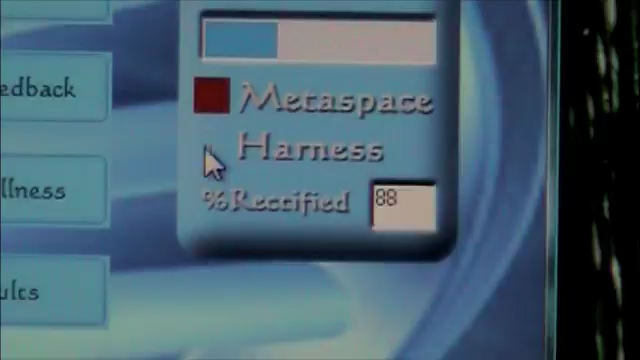 edback
Metaspace
Harness
llness
%Rectified 88
ults